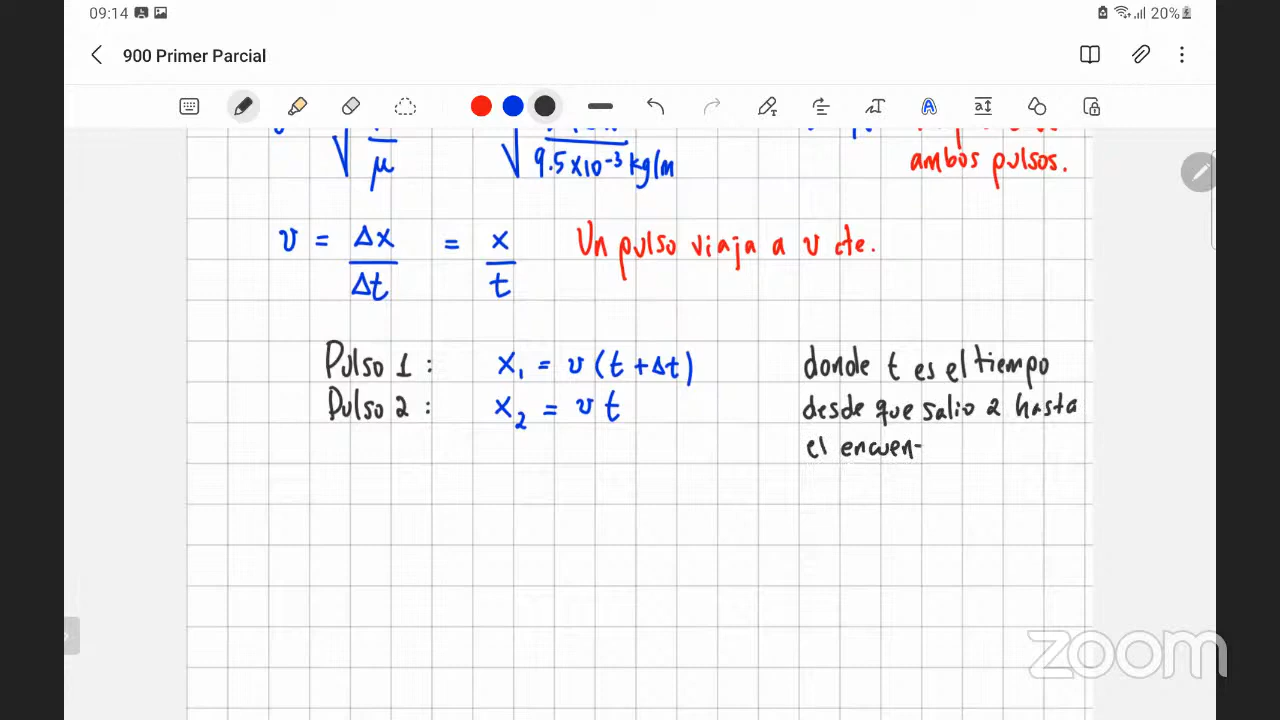 09:14 20%
900 Primer Parcial
μ 9.5x10⁻³ kg/m ambos pulsos.
v = Δx/Δt = x/t Un pulso viaja a v cte.
Pulso 1 : x₁ = v (t + Δt) donde t es el tiempo
Pulso 2 : x₂ = v t desde que salio 2 hasta
el encuen
zoom